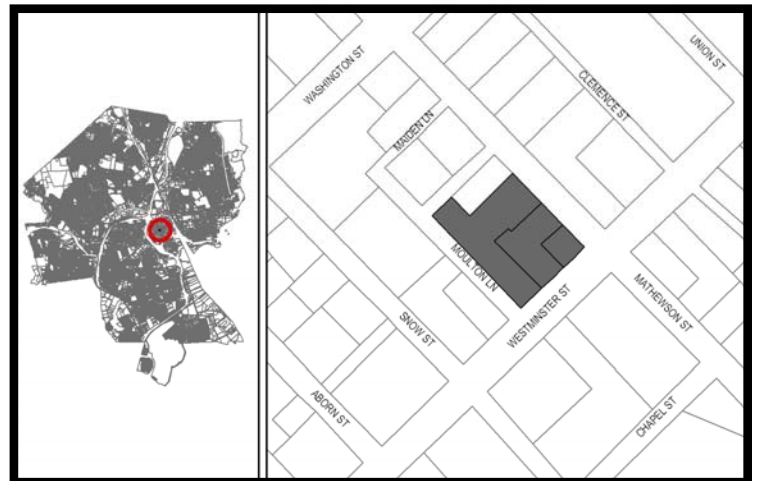 UNION ST
WASHINGTON ST
CLEMENCE ST
MAIDEN LN
MOULTON LN
WESTMINSTER ST
MATHEWSON ST
SNOW ST
ABORN ST
CHAPEL ST